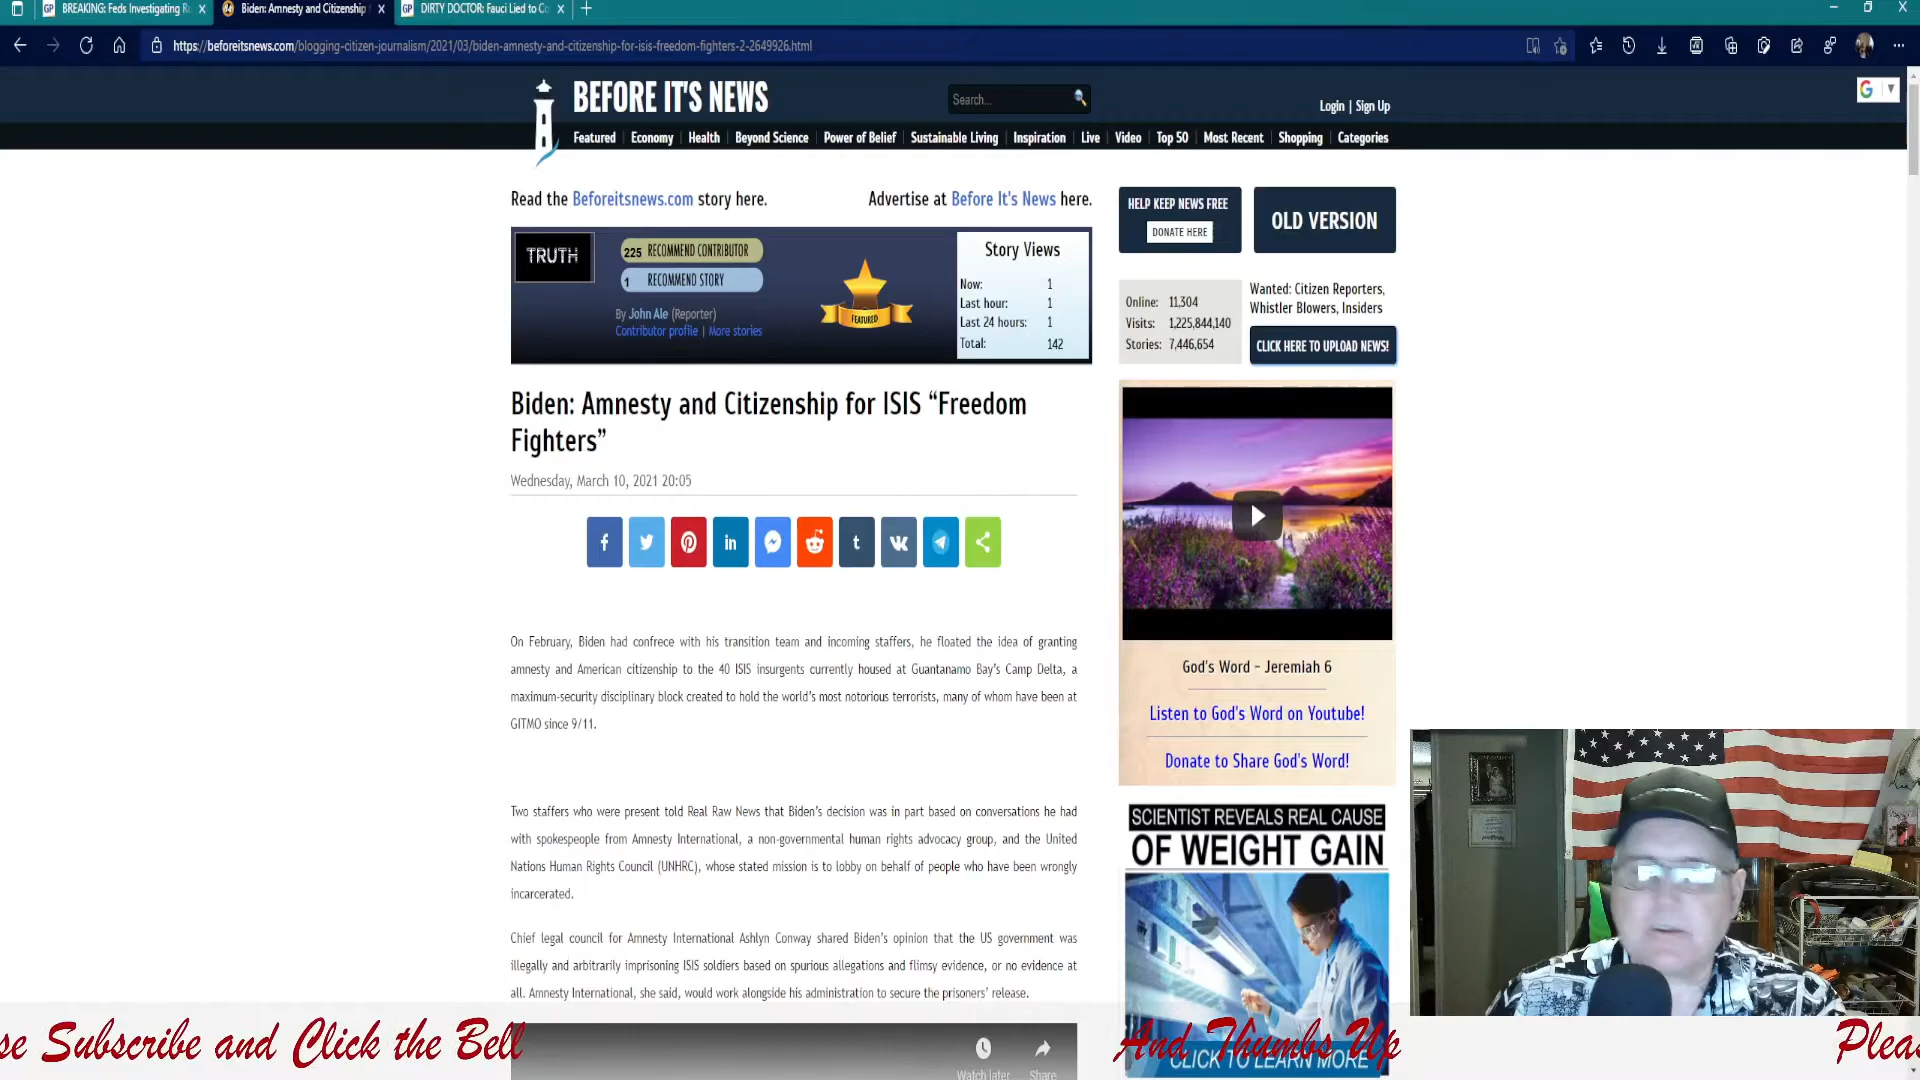 BREAKING: Feds Investigating R
Biden: Amnesty and Citizenship
DIRTY DOCTOR: Fauci Lied to Co
https://beforeitsnews.com/blogging-citizen-journalism/2021/03/biden-amnesty-and-citizenship-for-isis-freedom-fighters-2-2649926.html
BEFORE IT'S NEWS
Search...
Login | Sign Up
Featured Economy Health Beyond Science Power of Belief Sustainable Living Inspiration Live Video Top 50 Most Recent Shopping Categories
Read the Beforeitsnews.com story here.
Advertise at Before It's News here.
TRUTH
225 RECOMMEND CONTRIBUTOR
1 RECOMMEND STORY
By John Ale (Reporter)
Contributor profile | More stories
FEATURED
Story Views
Now: 1
Last hour: 1
Last 24 hours: 1
Total: 142
HELP KEEP NEWS FREE
DONATE HERE
OLD VERSION
Online: 11,304
Visits: 1,225,844,140
Stories: 7,446,654
Wanted: Citizen Reporters,
Whistler Blowers, Insiders
CLICK HERE TO UPLOAD NEWS!
Biden: Amnesty and Citizenship for ISIS “Freedom
Fighters”
Wednesday, March 10, 2021 20:05
On February, Biden had confrece with his transition team and incoming staffers, he floated the idea of granting
amnesty and American citizenship to the 40 ISIS insurgents currently housed at Guantanamo Bay’s Camp Delta, a
maximum-security disciplinary block created to hold the world’s most notorious terrorists, many of whom have been at
GITMO since 9/11.
Two staffers who were present told Real Raw News that Biden’s decision was in part based on conversations he had
with spokespeople from Amnesty International, a non-governmental human rights advocacy group, and the United
Nations Human Rights Council (UNHRC), whose stated mission is to lobby on behalf of people who have been wrongly
incarcerated.
Chief legal council for Amnesty International Ashlyn Conway shared Biden’s opinion that the US government was
illegally and arbitrarily imprisoning ISIS soldiers based on spurious allegations and flimsy evidence, or no evidence at
all. Amnesty International, she said, would work alongside his administration to secure the prisoners’ release.
God's Word - Jeremiah 6
Listen to God's Word on Youtube!
Donate to Share God's Word!
SCIENTIST REVEALS REAL CAUSE
OF WEIGHT GAIN
CLICK TO LEARN MORE
Watch later
Share
se Subscribe and Click the Bell
And Thumbs Up
Pleas